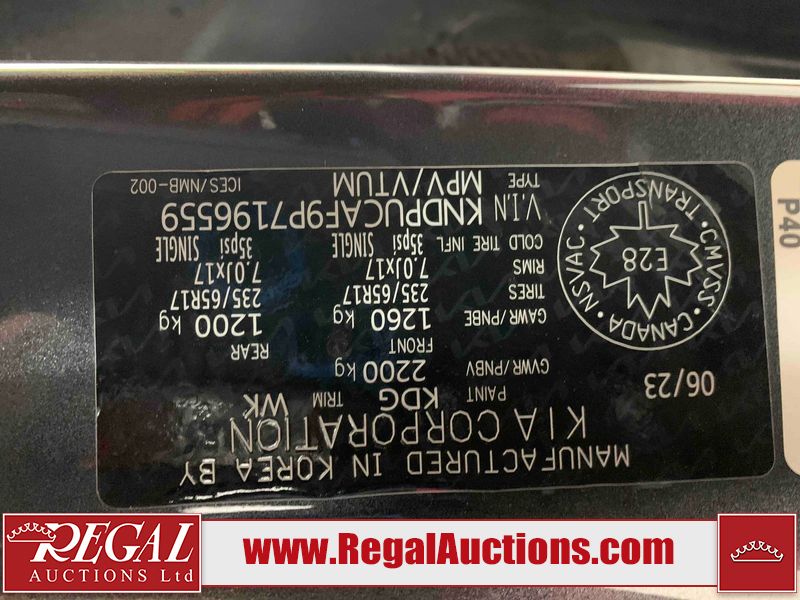 MANUFACTURED IN KOREA BY
KIA CORPORATION
PAINT KDG TRIM WK
06/23
GVWR/PNBV 2200 kg
FRONT REAR
GAWR/PNBE 1260 kg 1200 kg
TIRES 235/65R17 235/65R17
RIMS 7.0Jx17 7.0Jx17
COLD TIRE INFL 35psi SINGLE 35psi SINGLE
V.I.N KNDPUCAF9P7196559
TYPE MPV/VTUM ICES/NMB-002
CANADA · NSVAC · TRANSPORT · CMVSS ·
E28
P40
REGAL
AUCTIONS Ltd
www.RegalAuctions.com